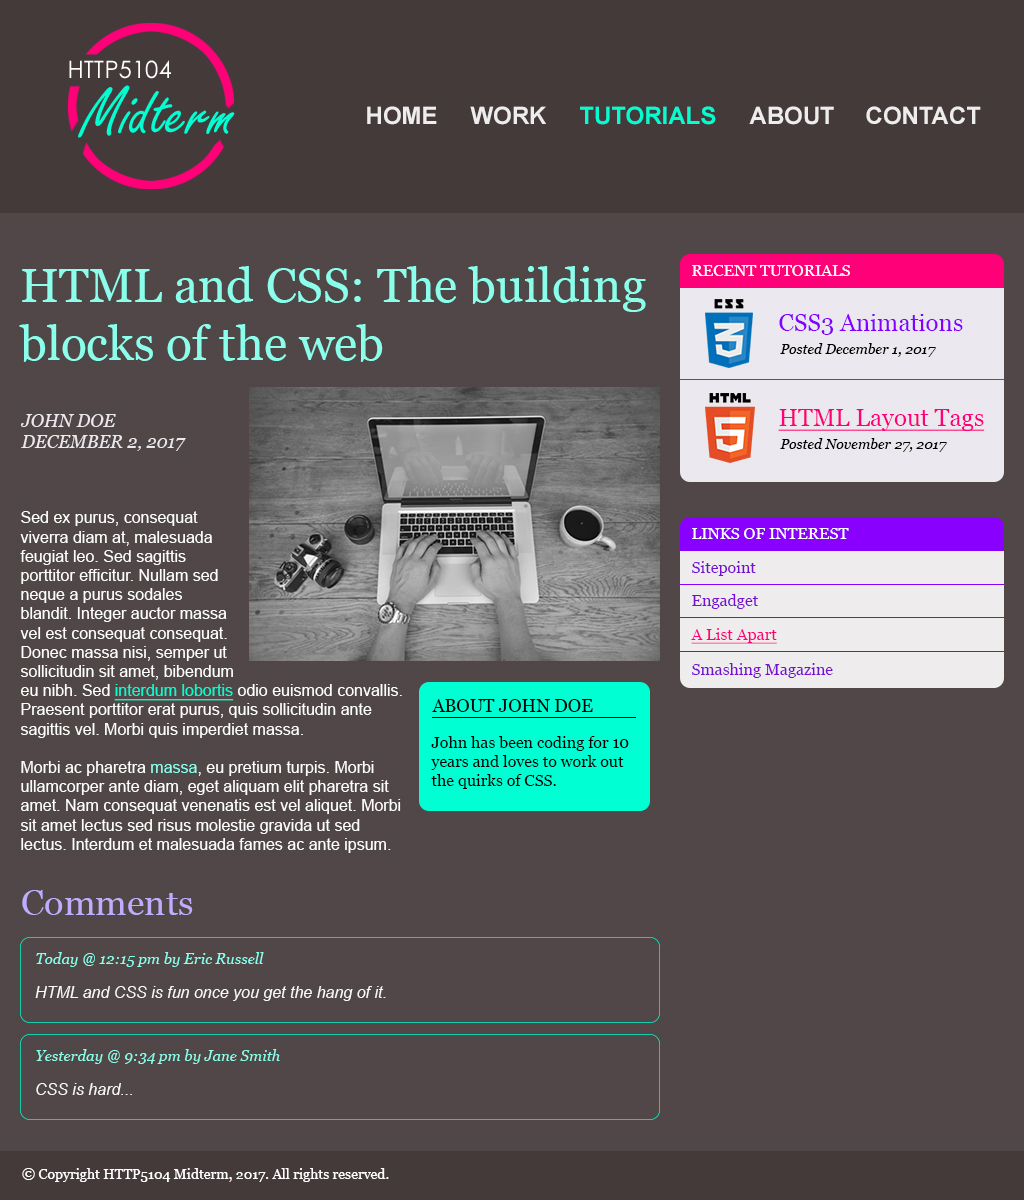 HTTP5104
Midterm
HOME WORK TUTORIALS ABOUT CONTACT
HTML and CSS: The building
blocks of the web
JOHN DOE
DECEMBER 2, 2017
Sed ex purus, consequat
viverra diam at, malesuada
feugiat leo. Sed sagittis
porttitor efficitur. Nullam sed
neque a purus sodales
blandit. Integer auctor massa
vel est consequat consequat.
Donec massa nisi, semper ut
sollicitudin sit amet, bibendum
eu nibh. Sed interdum lobortis odio euismod convallis.
Praesent porttitor erat purus, quis sollicitudin ante
sagittis vel. Morbi quis imperdiet massa.
Morbi ac pharetra massa, eu pretium turpis. Morbi
ullamcorper ante diam, eget aliquam elit pharetra sit
amet. Nam consequat venenatis est vel aliquet. Morbi
sit amet lectus sed risus molestie gravida ut sed
lectus. Interdum et malesuada fames ac ante ipsum.
ABOUT JOHN DOE
John has been coding for 10
years and loves to work out
the quirks of CSS.
Comments
Today @ 12:15 pm by Eric Russell
HTML and CSS is fun once you get the hang of it.
Yesterday @ 9:34 pm by Jane Smith
CSS is hard...
RECENT TUTORIALS
CSS
3
CSS3 Animations
Posted December 1, 2017
HTML
5
HTML Layout Tags
Posted November 27, 2017
LINKS OF INTEREST
Sitepoint
Engadget
A List Apart
Smashing Magazine
© Copyright HTTP5104 Midterm, 2017. All rights reserved.